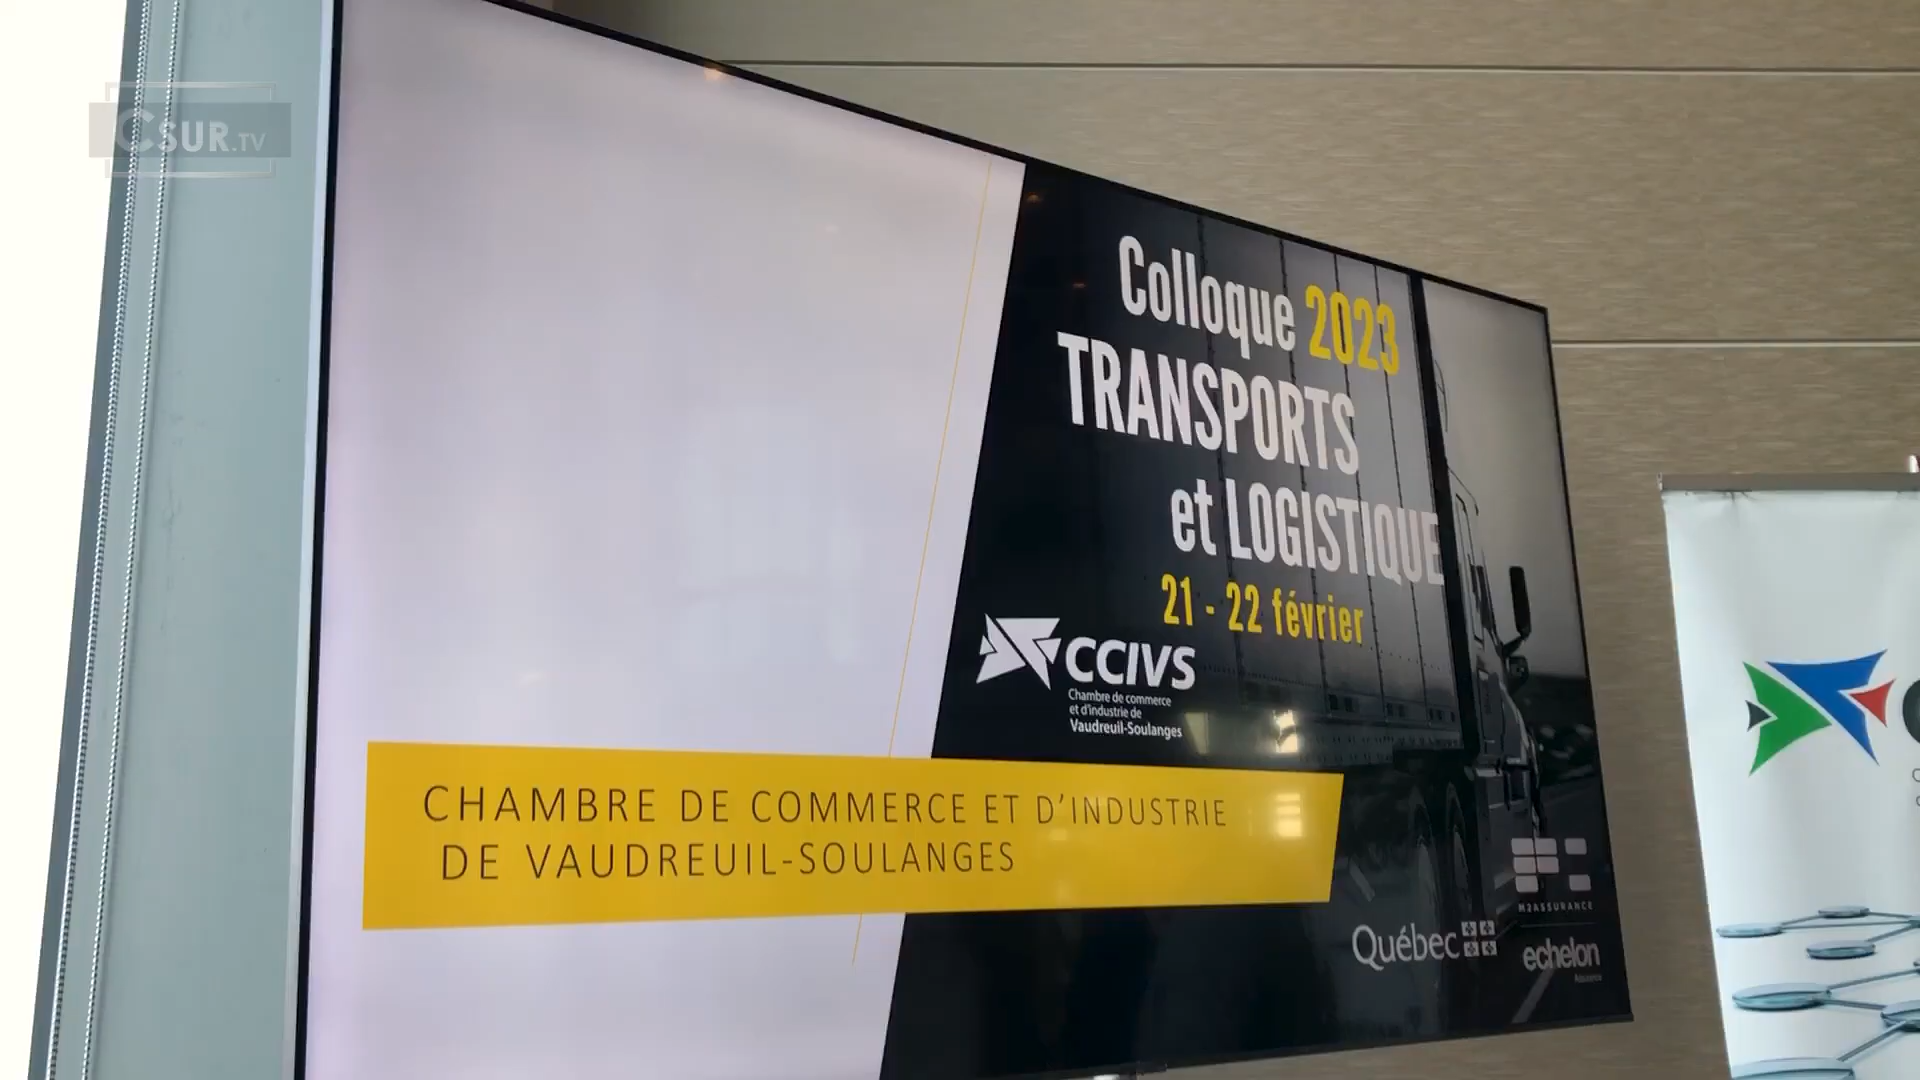 CSUR.TV
Colloque 2023
TRANSPORTS
et LOGISTIQUE
21 - 22 février
CCIVS
Chambre de commerce
et d'industrie de
Vaudreuil-Soulanges
CHAMBRE DE COMMERCE ET D'INDUSTRIE
DE VAUDREUIL-SOULANGES
M2ASSURANCE
Québec
echelon
Assurance